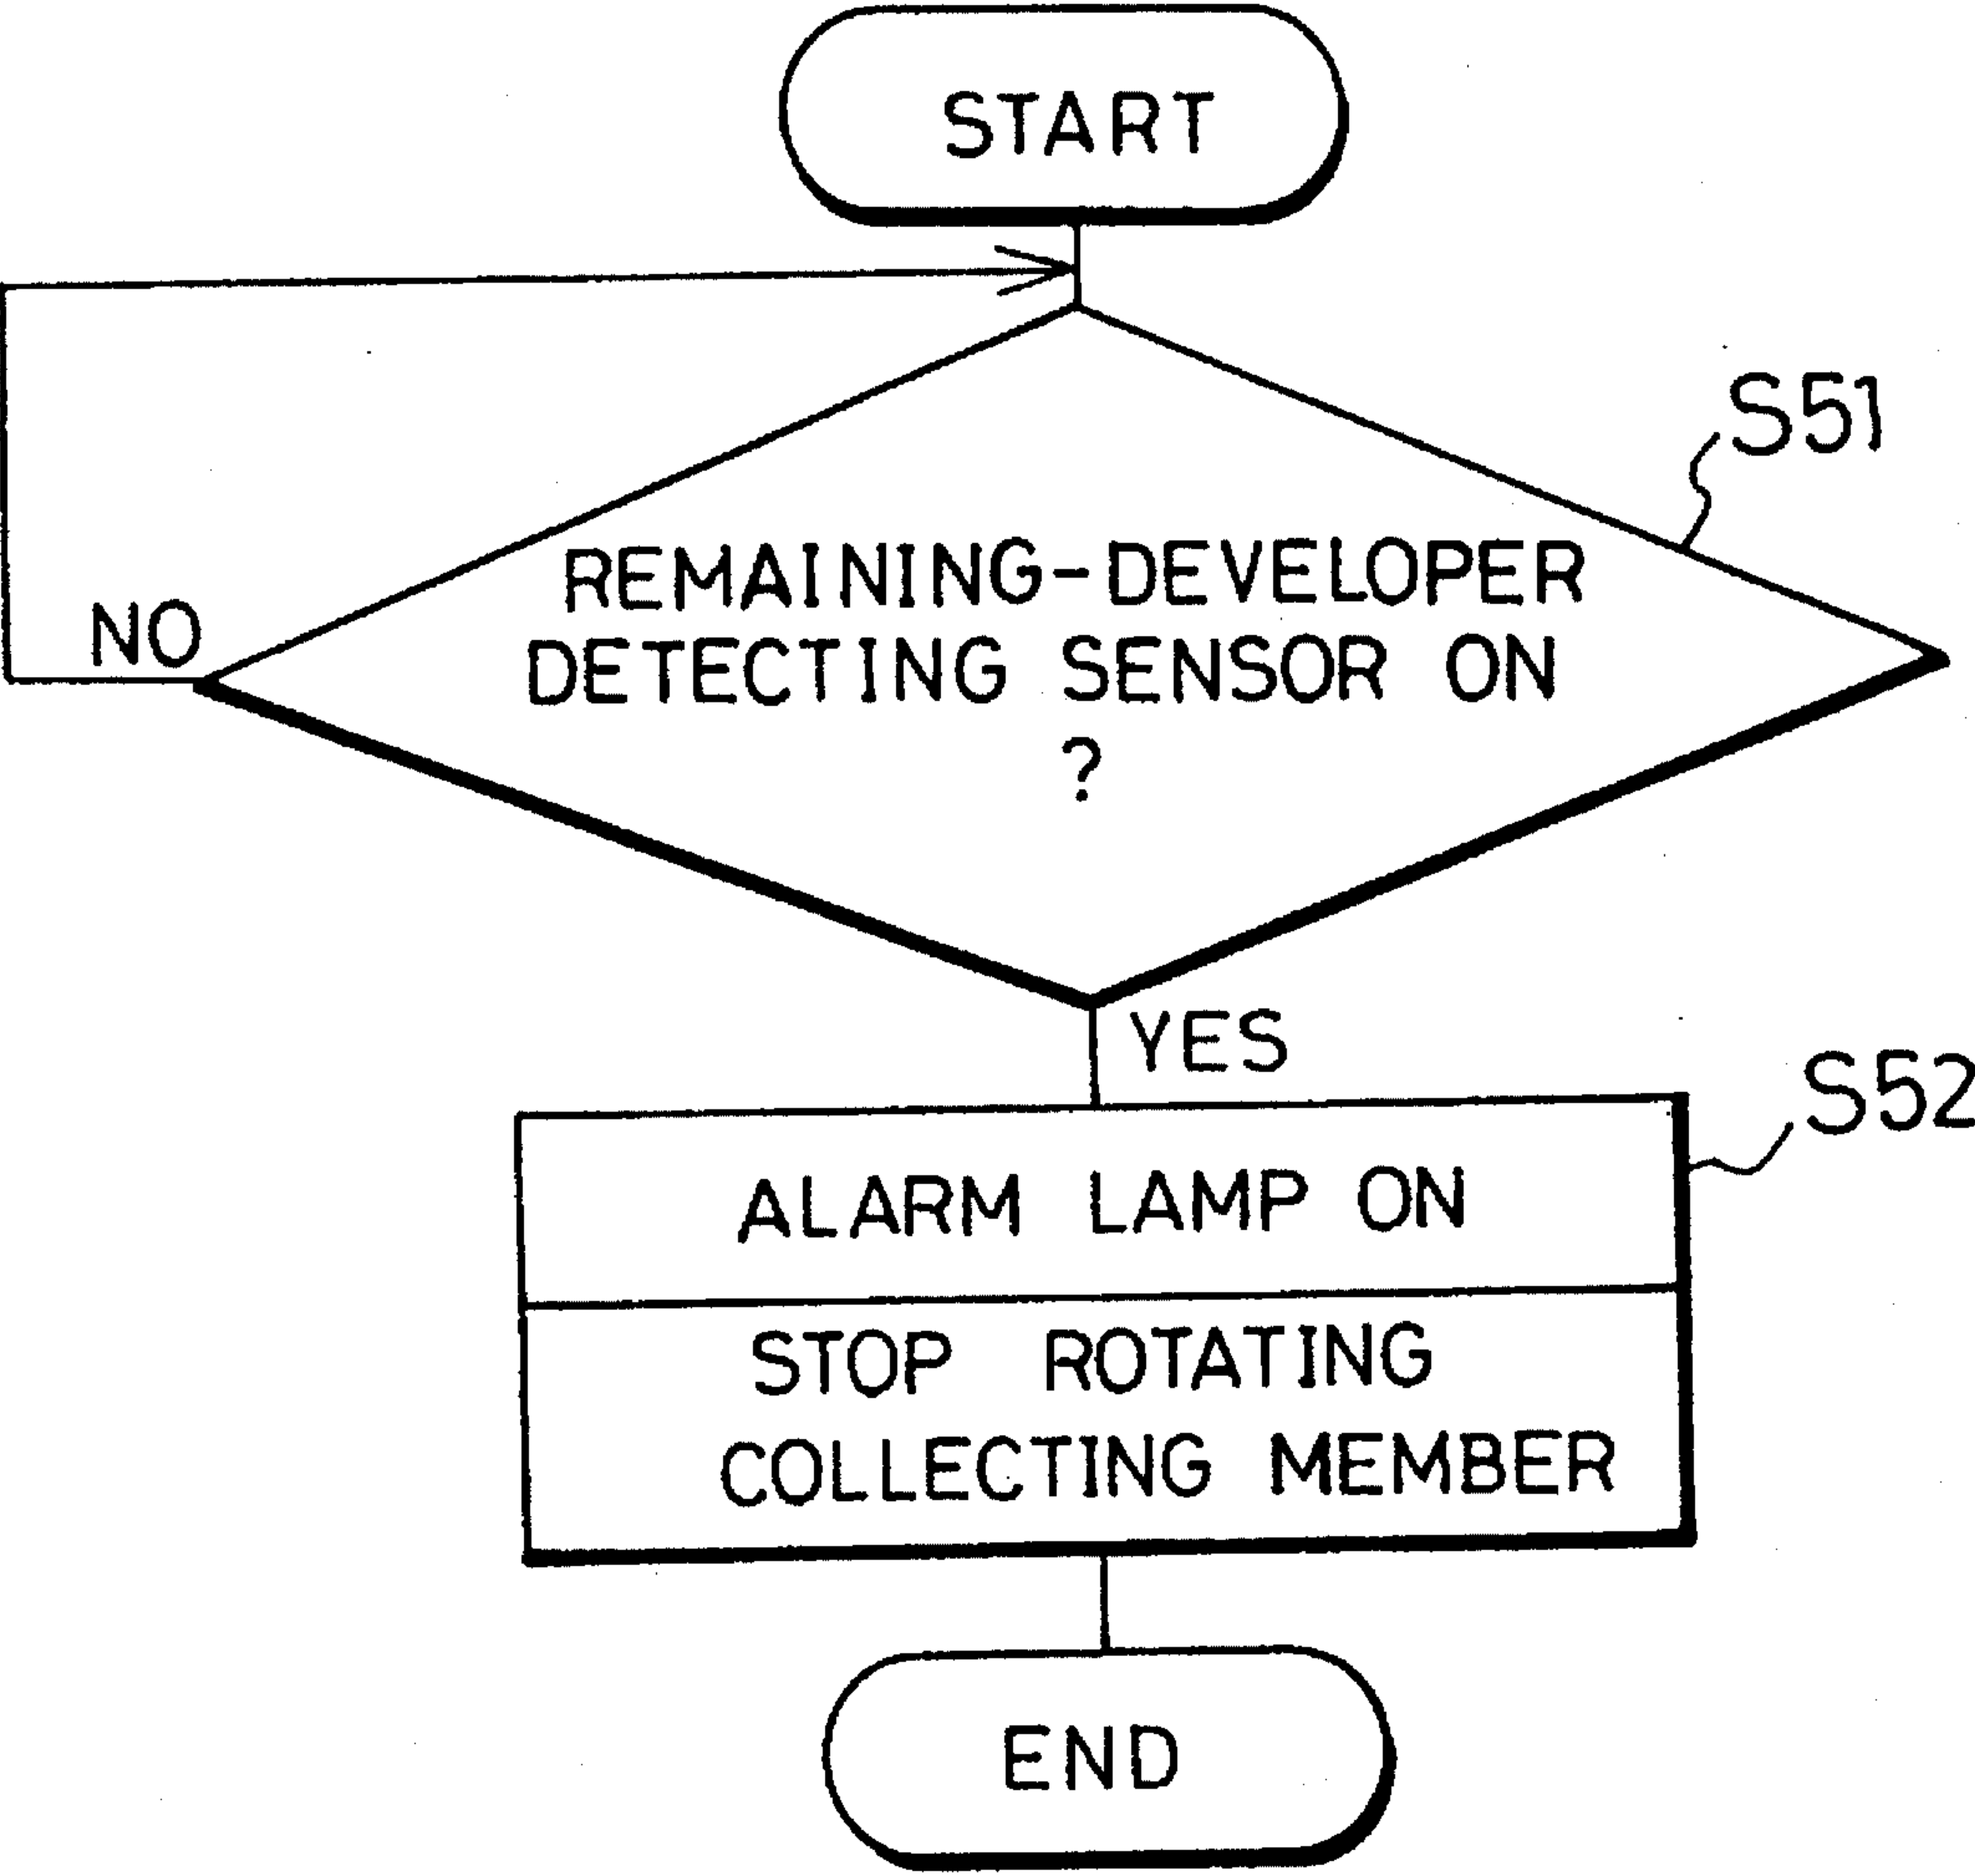 START
S51
REMAINING-DEVELOPER
DETECTING SENSOR ON
?
NO
YES
S52
ALARM LAMP ON
STOP ROTATING
COLLECTING MEMBER
END